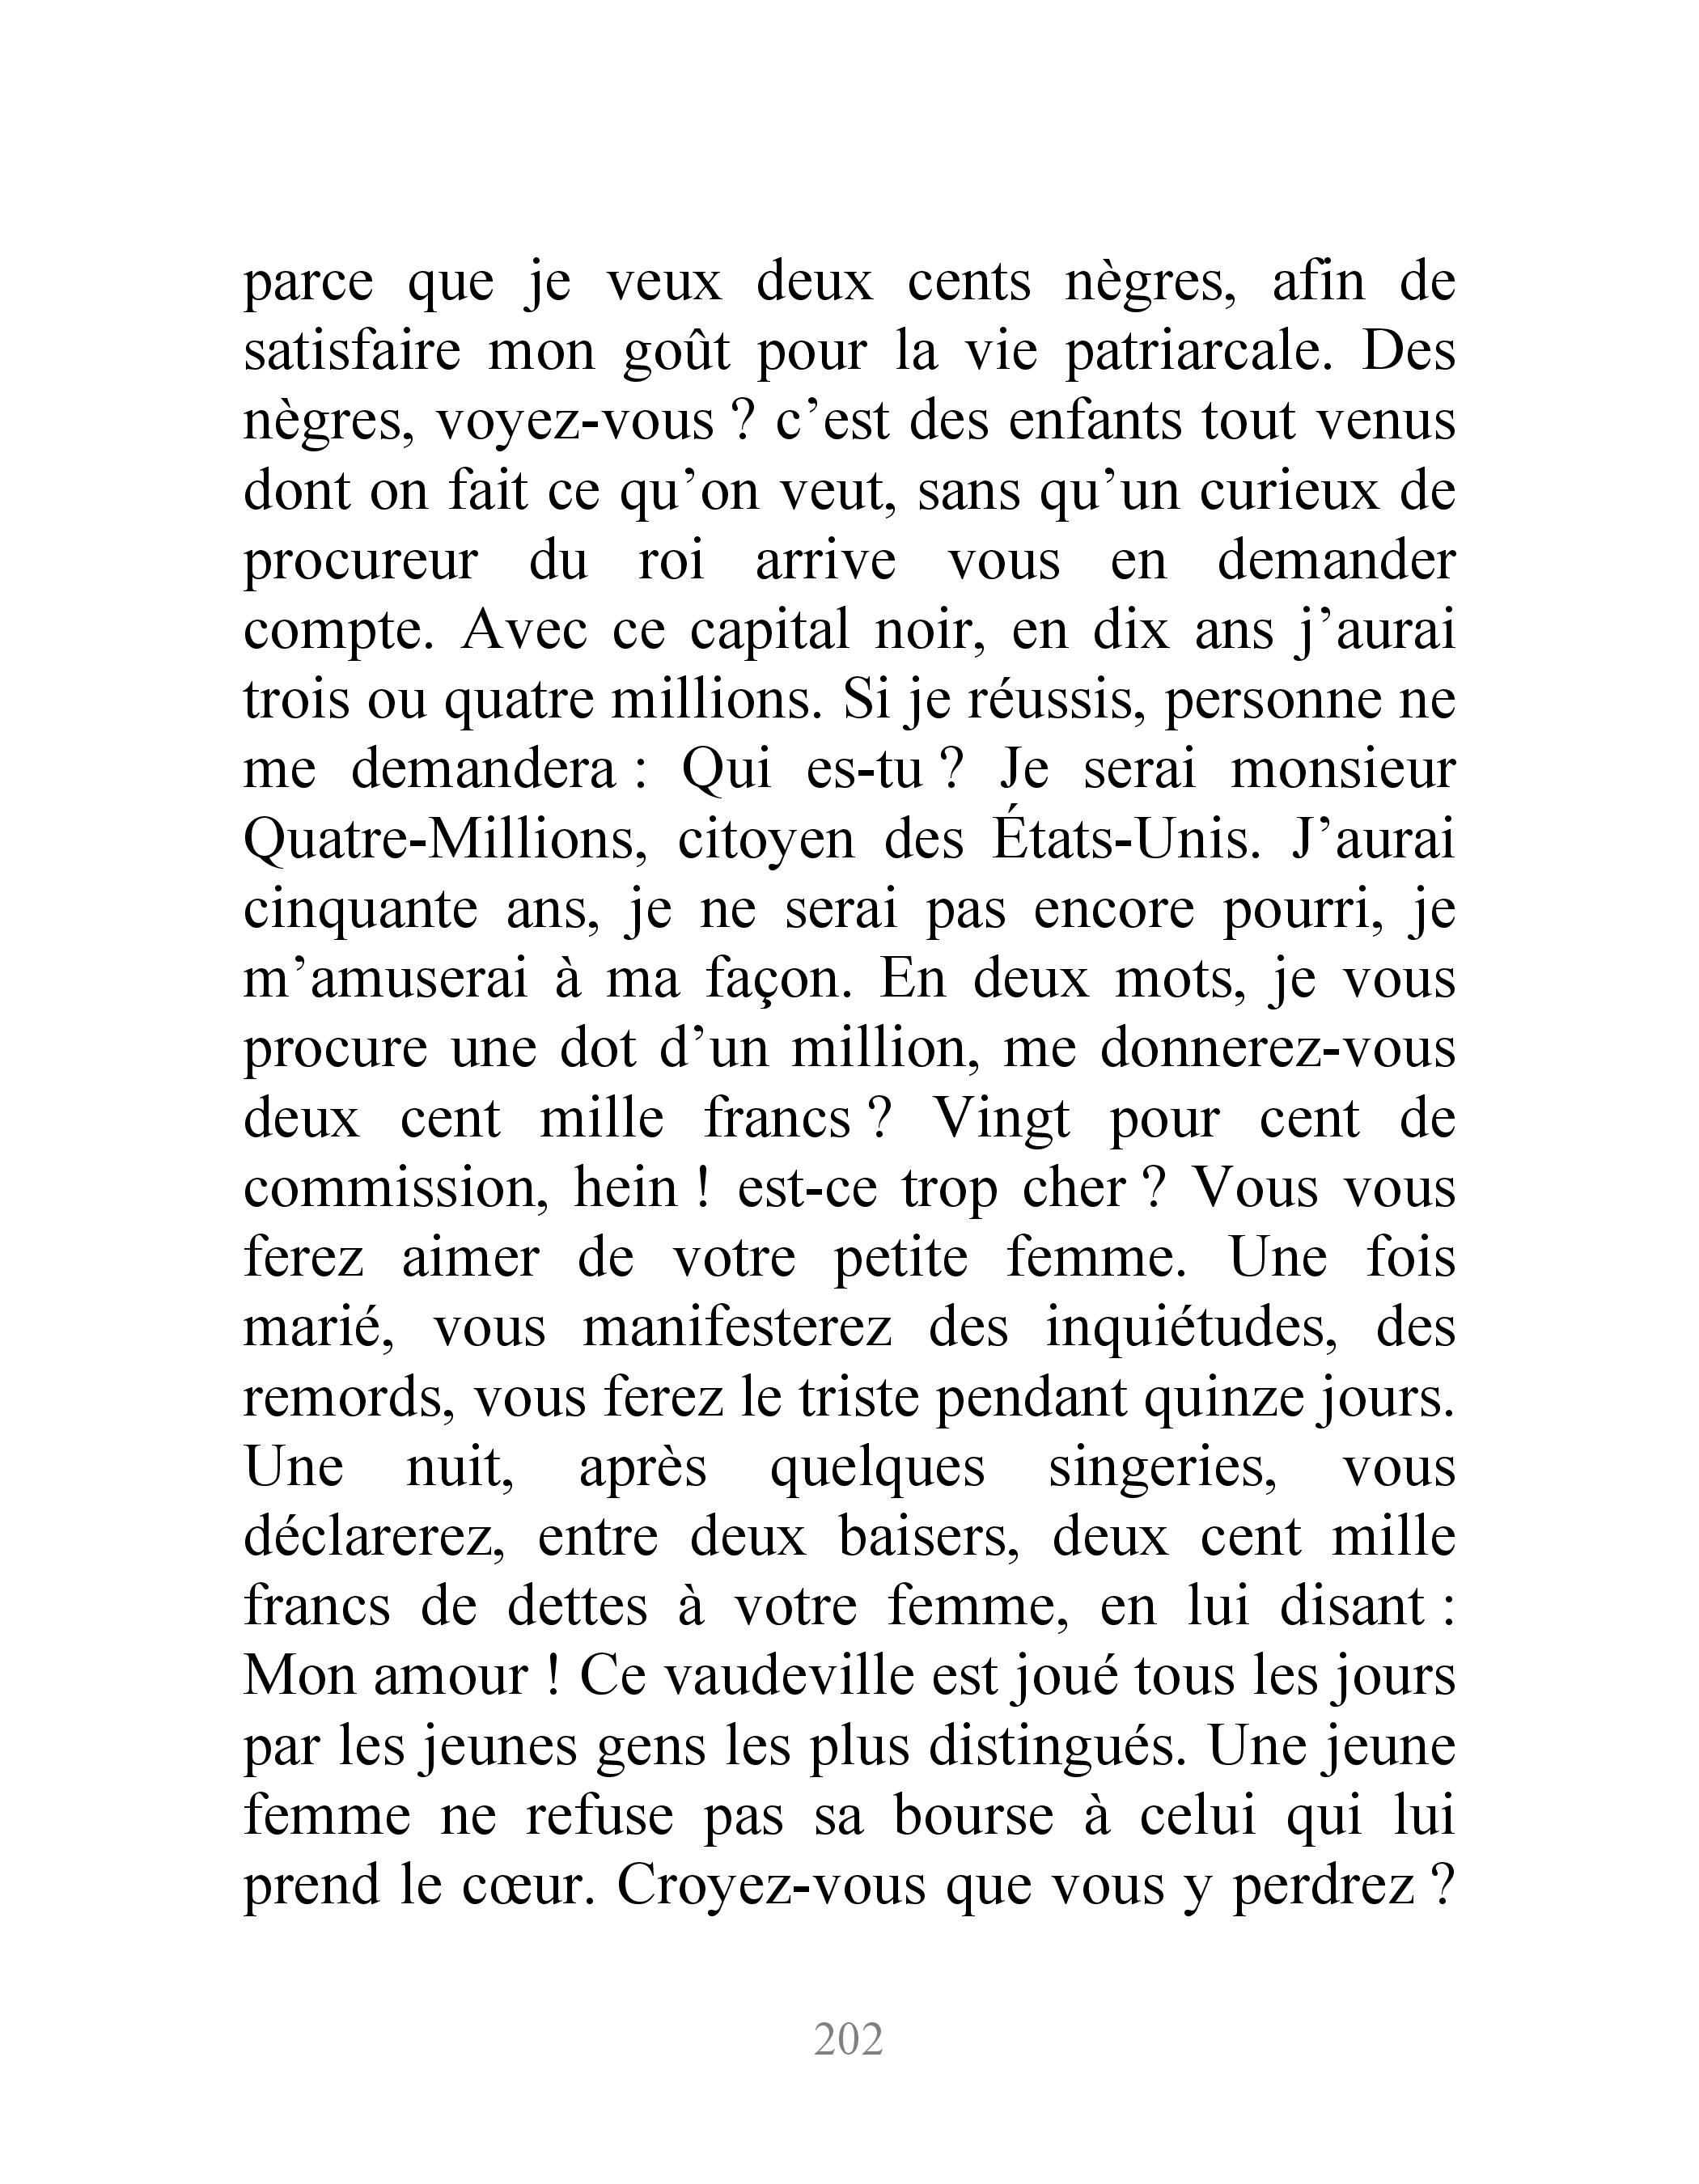 parce que je veux deux cents nègres, afin de
satisfaire mon goût pour la vie patriarcale. Des
nègres, voyez-vous ? c’est des enfants tout venus
dont on fait ce qu’on veut, sans qu’un curieux de
procureur du roi arrive vous en demander
compte. Avec ce capital noir, en dix ans j’aurai
trois ou quatre millions. Si je réussis, personne ne
me demandera : Qui es-tu ? Je serai monsieur
Quatre-Millions, citoyen des États-Unis. J’aurai
cinquante ans, je ne serai pas encore pourri, je
m’amuserai à ma façon. En deux mots, je vous
procure une dot d’un million, me donnerez-vous
deux cent mille francs ? Vingt pour cent de
commission, hein ! est-ce trop cher ? Vous vous
ferez aimer de votre petite femme. Une fois
marié, vous manifesterez des inquiétudes, des
remords, vous ferez le triste pendant quinze jours.
Une nuit, après quelques singeries, vous
déclarerez, entre deux baisers, deux cent mille
francs de dettes à votre femme, en lui disant :
Mon amour ! Ce vaudeville est joué tous les jours
par les jeunes gens les plus distingués. Une jeune
femme ne refuse pas sa bourse à celui qui lui
prend le cœur. Croyez-vous que vous y perdrez ?
202